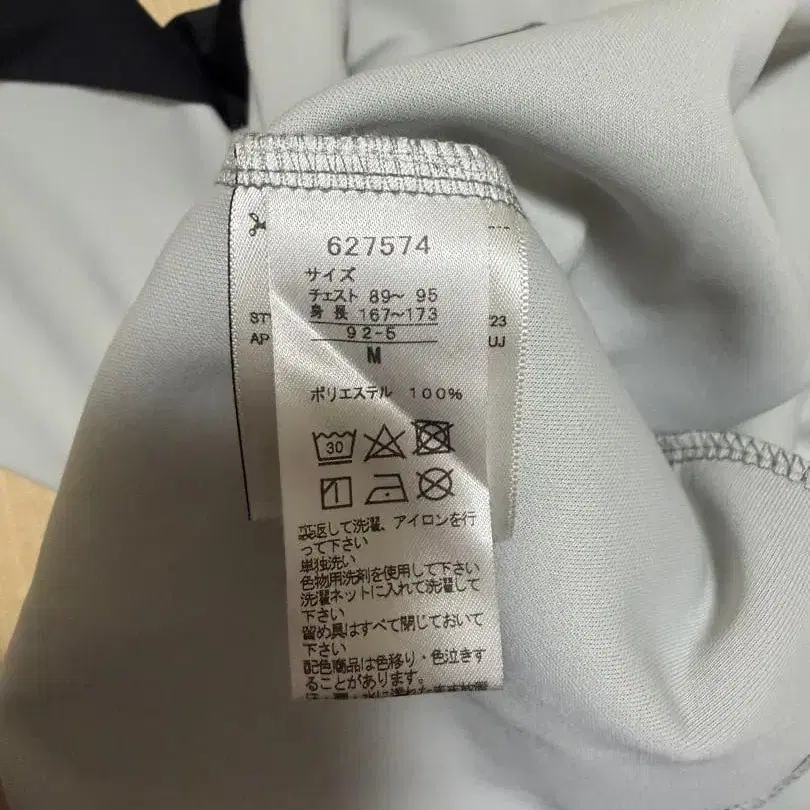 627574
サイズ
チェスト 89〜 95
身 長 167〜173
92-5
M
ST
AP
23
UJ
ポリエステル 100%
30
裏返して洗濯、アイロンを行
って下さい
単独洗い
色物用洗剤を使用して下さい
洗濯ネットに入れて洗濯して
下さい
留め具はすべて閉じておいて
下さい
配色商品は色移り・色泣きす
ることがあります。